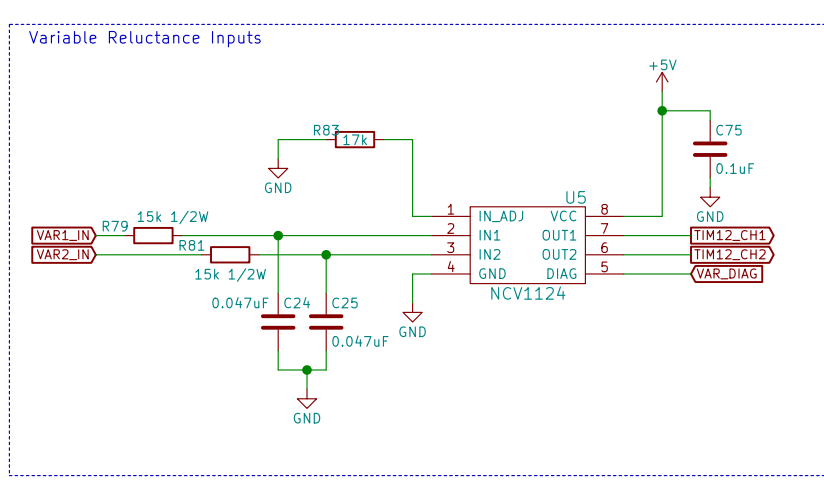 Variable Reluctance Inputs
+5V
R83
17k
C75
0.1uF
GND
GND
U5
1 IN_ADJ VCC 8
2 IN1 OUT1 7
3 IN2 OUT2 6
4 GND DIAG 5
NCV1124
15k 1/2W
R79
VAR1_IN
VAR2_IN
R81
15k 1/2W
TIM12_CH1
TIM12_CH2
VAR_DIAG
0.047uF C24 C25
0.047uF
GND
GND